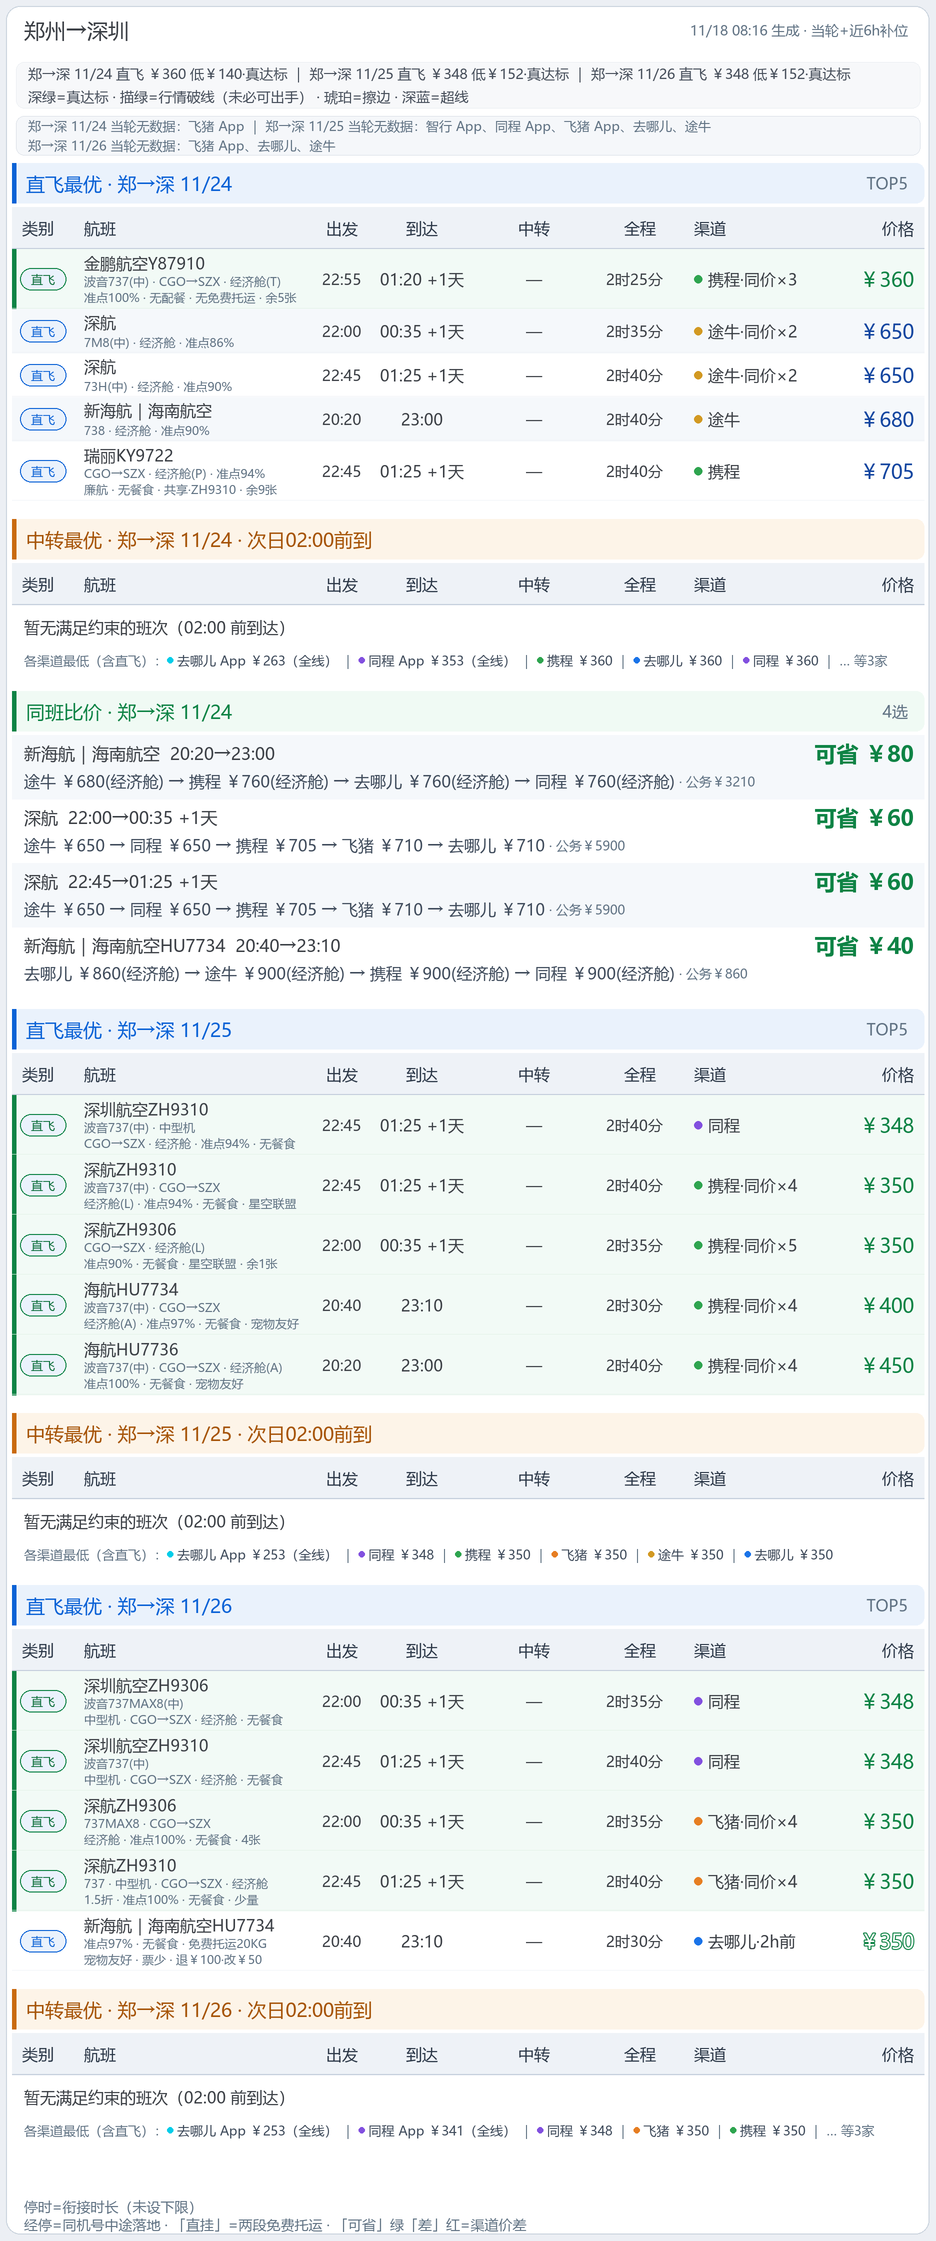 郑州→深圳
11/18 08:16 生成 · 当轮+近6h补位
郑→深 11/24 直飞 ￥360 低￥140·真达标 | 郑→深 11/25 直飞 ￥348 低￥152·真达标 | 郑→深 11/26 直飞 ￥348 低￥152·真达标
深绿=真达标 · 描绿=行情破线（未必可出手） · 琥珀=擦边 · 深蓝=超线
郑→深 11/24 当轮无数据：飞猪 App | 郑→深 11/25 当轮无数据：智行 App、同程 App、飞猪 App、去哪儿、途牛
郑→深 11/26 当轮无数据：飞猪 App、去哪儿、途牛
直飞最优 · 郑→深 11/24 TOP5
类别 航班 出发 到达 中转 全程 渠道 价格
金鹏航空Y87910
波音737(中) · CGO→SZX · 经济舱(T)
直飞 22:55 01:20 +1天 — 2时25分 携程·同价×3 ￥360
准点100% · 无配餐 · 无免费托运 · 余5张
深航
直飞 22:00 00:35 +1天 — 2时35分 途牛·同价×2 ￥650
7M8(中) · 经济舱 · 准点86%
深航
直飞 22:45 01:25 +1天 — 2时40分 途牛·同价×2 ￥650
73H(中) · 经济舱 · 准点90%
新海航 | 海南航空
直飞 20:20 23:00 — 2时40分 途牛 ￥680
738 · 经济舱 · 准点90%
瑞丽KY9722
CGO→SZX · 经济舱(P) · 准点94%
直飞 22:45 01:25 +1天 — 2时40分 携程 ￥705
廉航 · 无餐食 · 共享·ZH9310 · 余9张
中转最优 · 郑→深 11/24 · 次日02:00前到
类别 航班 出发 到达 中转 全程 渠道 价格
暂无满足约束的班次（02:00 前到达）
各渠道最低（含直飞）: 去哪儿 App ￥263（全线） | 同程 App ￥353（全线） | 携程 ￥360 | 去哪儿 ￥360 | 同程 ￥360 | … 等3家
同班比价 · 郑→深 11/24 4选
新海航 | 海南航空 20:20→23:00 可省 ￥80
途牛 ￥680(经济舱) → 携程 ￥760(经济舱) → 去哪儿 ￥760(经济舱) → 同程 ￥760(经济舱) · 公务￥3210
深航 22:00→00:35 +1天 可省 ￥60
途牛 ￥650 → 同程 ￥650 → 携程 ￥705 → 飞猪 ￥710 → 去哪儿 ￥710 · 公务￥5900
深航 22:45→01:25 +1天 可省 ￥60
途牛 ￥650 → 同程 ￥650 → 携程 ￥705 → 飞猪 ￥710 → 去哪儿 ￥710 · 公务￥5900
新海航 | 海南航空HU7734 20:40→23:10 可省 ￥40
去哪儿 ￥860(经济舱) → 途牛 ￥900(经济舱) → 携程 ￥900(经济舱) → 同程 ￥900(经济舱) · 公务￥860
直飞最优 · 郑→深 11/25 TOP5
类别 航班 出发 到达 中转 全程 渠道 价格
深圳航空ZH9310
波音737(中) · 中型机
直飞 22:45 01:25 +1天 — 2时40分 同程 ￥348
CGO→SZX · 经济舱 · 准点94% · 无餐食
深航ZH9310
波音737(中) · CGO→SZX
直飞 22:45 01:25 +1天 — 2时40分 携程·同价×4 ￥350
经济舱(L) · 准点94% · 无餐食 · 星空联盟
深航ZH9306
CGO→SZX · 经济舱(L)
直飞 22:00 00:35 +1天 — 2时35分 携程·同价×5 ￥350
准点90% · 无餐食 · 星空联盟 · 余1张
海航HU7734
波音737(中) · CGO→SZX
直飞 20:40 23:10 — 2时30分 携程·同价×4 ￥400
经济舱(A) · 准点97% · 无餐食 · 宠物友好
海航HU7736
波音737(中) · CGO→SZX · 经济舱(A)
直飞 20:20 23:00 — 2时40分 携程·同价×4 ￥450
准点100% · 无餐食 · 宠物友好
中转最优 · 郑→深 11/25 · 次日02:00前到
类别 航班 出发 到达 中转 全程 渠道 价格
暂无满足约束的班次（02:00 前到达）
各渠道最低（含直飞）: 去哪儿 App ￥253（全线） | 同程 ￥348 | 携程 ￥350 | 飞猪 ￥350 | 途牛 ￥350 | 去哪儿 ￥350
直飞最优 · 郑→深 11/26 TOP5
类别 航班 出发 到达 中转 全程 渠道 价格
深圳航空ZH9306
波音737MAX8(中)
直飞 22:00 00:35 +1天 — 2时35分 同程 ￥348
中型机 · CGO→SZX · 经济舱 · 无餐食
深圳航空ZH9310
波音737(中)
直飞 22:45 01:25 +1天 — 2时40分 同程 ￥348
中型机 · CGO→SZX · 经济舱 · 无餐食
深航ZH9306
737MAX8 · CGO→SZX
直飞 22:00 00:35 +1天 — 2时35分 飞猪·同价×4 ￥350
经济舱 · 准点100% · 无餐食 · 4张
深航ZH9310
737 · 中型机 · CGO→SZX · 经济舱
直飞 22:45 01:25 +1天 — 2时40分 飞猪·同价×4 ￥350
1.5折 · 准点100% · 无餐食 · 少量
新海航 | 海南航空HU7734
准点97% · 无餐食 · 免费托运20KG
直飞 20:40 23:10 — 2时30分 去哪儿·2h前 ￥350
宠物友好 · 票少 · 退￥100·改￥50
中转最优 · 郑→深 11/26 · 次日02:00前到
类别 航班 出发 到达 中转 全程 渠道 价格
暂无满足约束的班次（02:00 前到达）
各渠道最低（含直飞）: 去哪儿 App ￥253（全线） | 同程 App ￥341（全线） | 同程 ￥348 | 飞猪 ￥350 | 携程 ￥350 | … 等3家
停时=衔接时长（未设下限）
经停=同机号中途落地 · 「直挂」=两段免费托运 · 「可省」绿「差」红=渠道价差